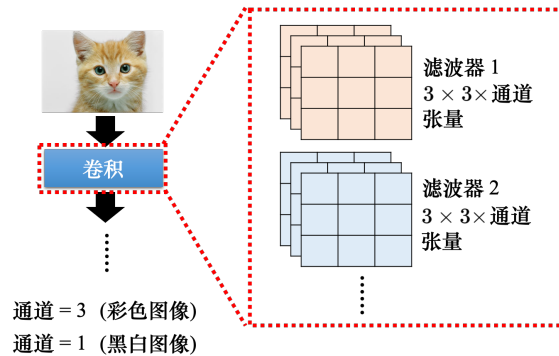 卷积
滤波器 1
3 × 3×通道
张量
滤波器 2
3 × 3×通道
张量
通道 = 3 (彩色图像)
通道 = 1 (黑白图像)